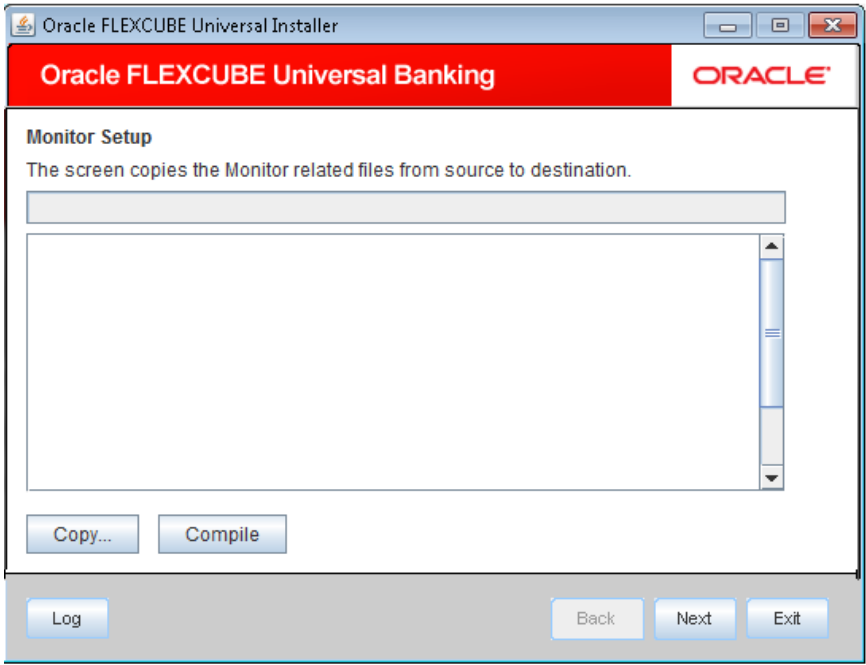 Oracle FLEXCUBE Universal Installer
Oracle FLEXCUBE Universal Banking
ORACLE
Monitor Setup
The screen copies the Monitor related files from source to destination.
Copy... Compile
Log Back Next Exit